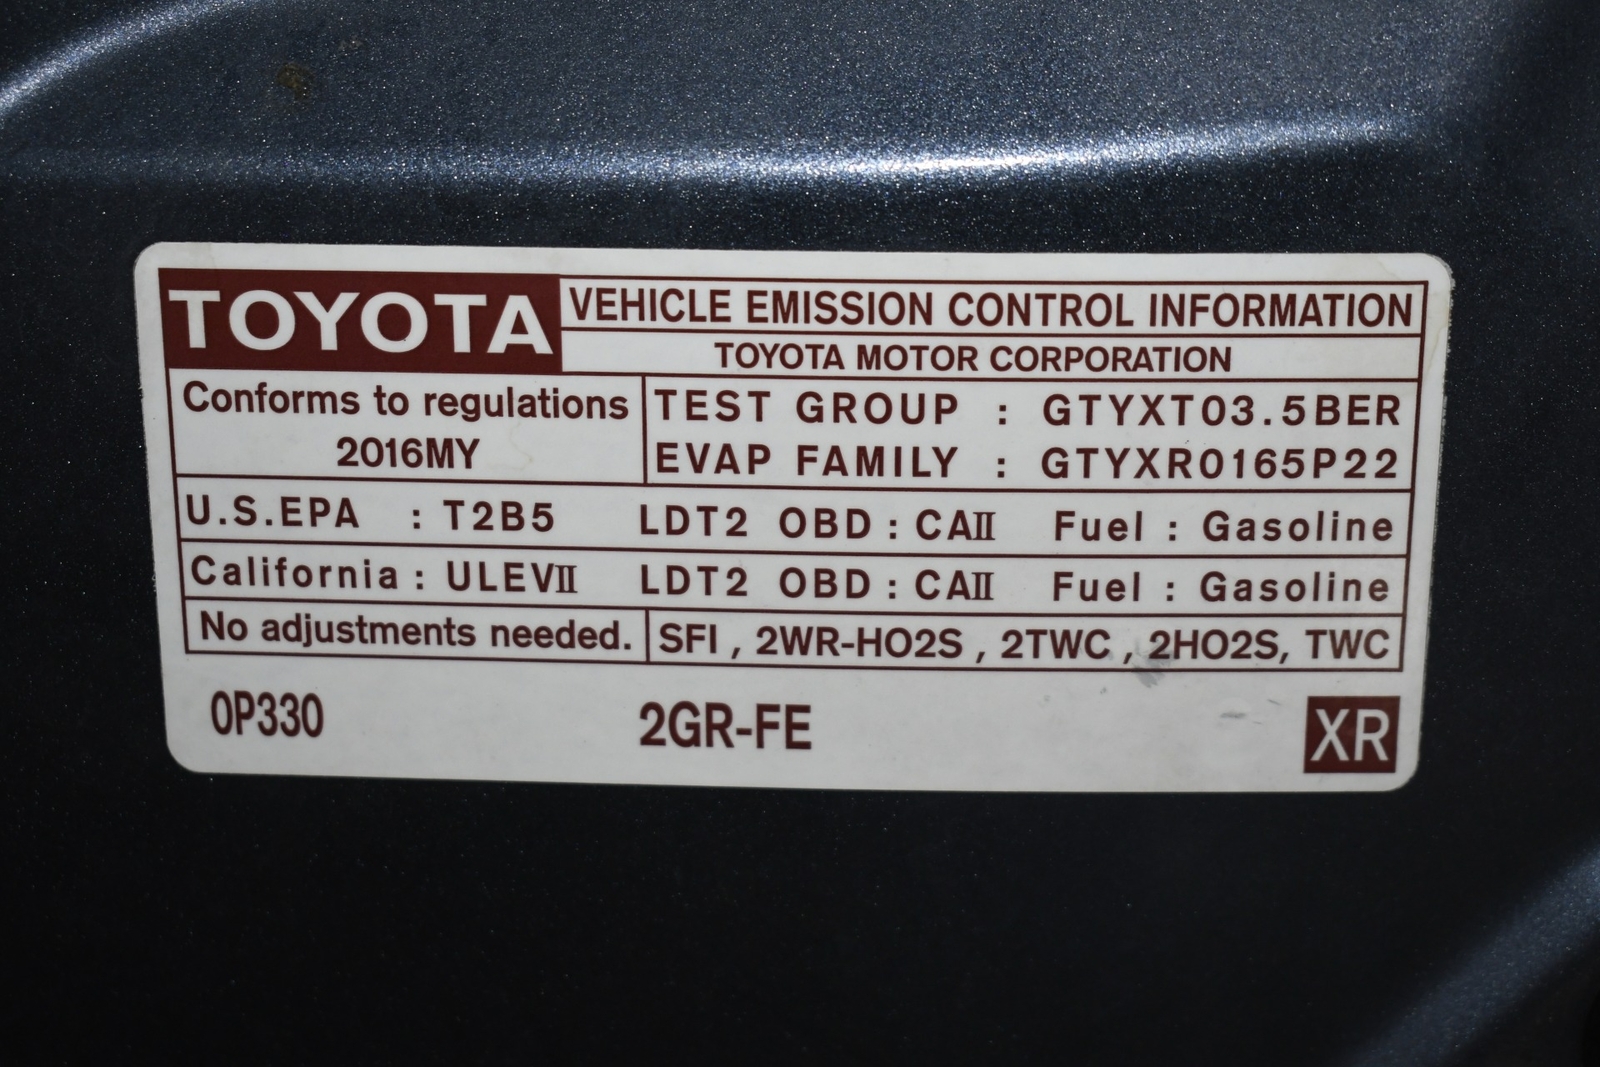 TOYOTA VEHICLE EMISSION CONTROL INFORMATION
TOYOTA MOTOR CORPORATION
Conforms to regulations
2016MY
TEST GROUP : GTYXT03.5BER
EVAP FAMILY : GTYXR0165P22
U.S.EPA : T2B5 LDT2 OBD : CAII Fuel : Gasoline
California : ULEVII LDT2 OBD : CAII Fuel : Gasoline
No adjustments needed. SFI , 2WR-HO2S , 2TWC , 2HO2S, TWC
0P330 2GR-FE XR